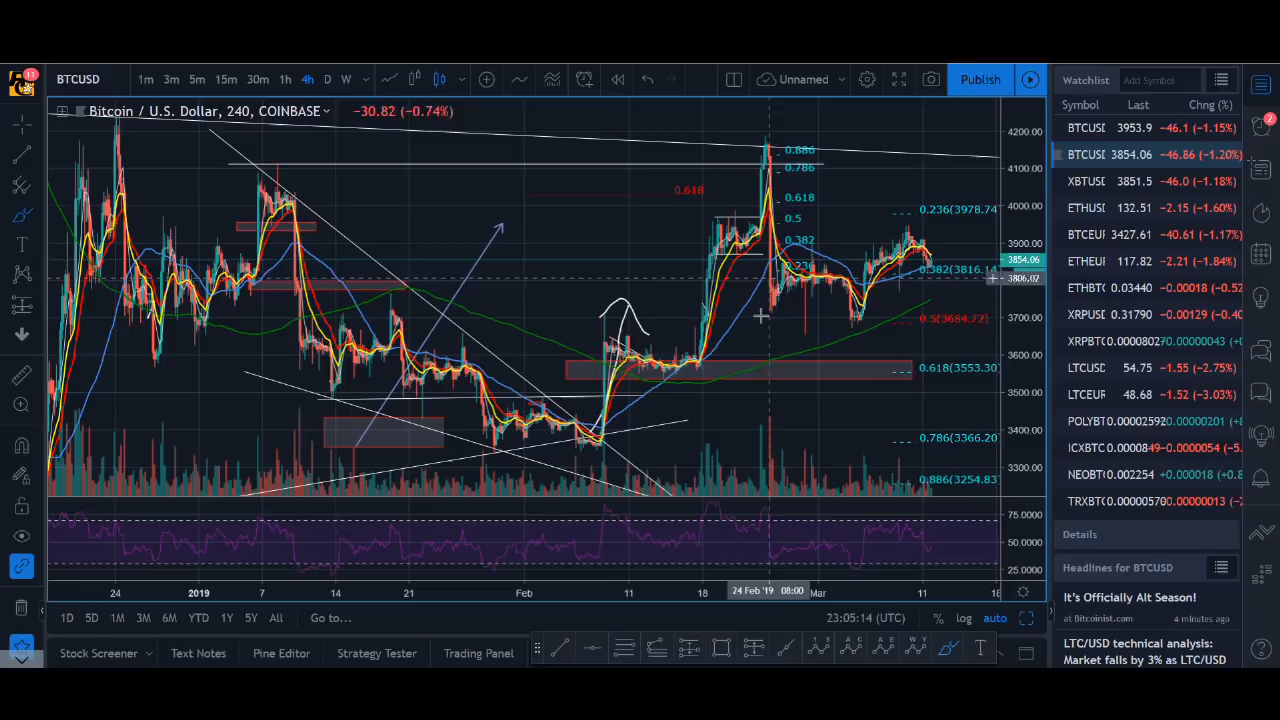 11
BTCUSD 1m 3m 5m 15m 30m 1h 4h D W Unnamed Publish
Bitcoin / U.S. Dollar, 240, COINBASE −30.82 (−0.74%)
4200.00
4100.00
4000.00
3900.00
3854.06
3806.02
3700.00
3600.00
3500.00
3400.00
3300.00
0.886
0.786
0.618
0.618
0.5
0.382
0.236
0.236(3978.74
0.382(3816.14)
0.5(3684.72)
0.618(3553.30)
0.786(3366.20)
0.886(3254.83)
75.0000
50.0000
25.0000
24 2019 7 14 Feb 11 18 24 Feb '19 08:00 Mar 11 18
1D 5D 1M 3M 6M YTD 1Y 5Y All Go to... 23:05:14 (UTC) % log auto
Stock Screener Text Notes Pine Editor Strategy Tester Trading Panel
Watchlist Add Symbol
Symbol Last Chng (%)
BTCUSD 3953.9 −46.1 (−1.15%)
BTCUSD 3854.06 −46.86 (−1.20%)
XBTUSD 3851.5 −46.0 (−1.18%)
ETHUSD 132.51 −2.15 (−1.60%)
BTCEUR 3427.61 −40.61 (−1.17%)
ETHEUR 117.82 −2.21 (−1.84%)
ETHBTC 0.03440 −0.00018 (−0.52
XRPUSD 0.31790 −0.00106 (−0.33
LTCUSD 54.75 −1.55 (−2.75%)
LTCEUR 48.68 −1.52 (−3.03%)
2
Details
Headlines for BTCUSD
It's Officially Alt Season!
at Bitcoinist.com 4 minutes ago
LTC/USD technical analysis:
Market falls by 3% as LTC/USD